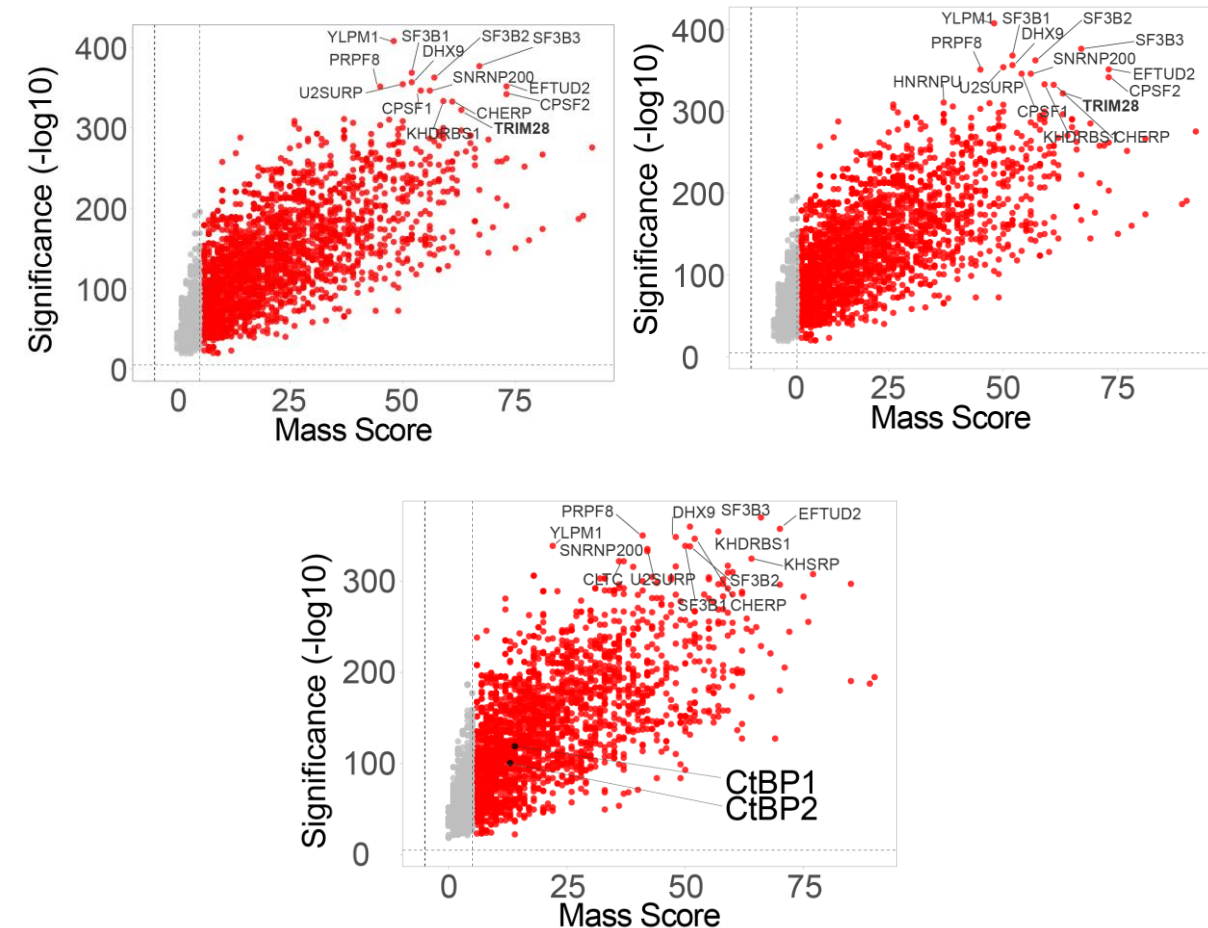 YLPM1 SF3B1 SF3B2 SF3B3
DHX9
PRPF8
SNRNP200
U2SURP EFTUD2
CPSF1 CHERP CPSF2
KHDRBS1 TRIM28
400
300
200
100
0
0 25 50 75
Significance (-log10)
Mass Score
YLPM1 SF3B1 SF3B2
DHX9
PRPF8 SF3B3
SNRNP200
HNRNPU EFTUD2
U2SURP CPSF2
CPSF1 TRIM28
KHDRBS1 CHERP
400
300
200
100
0
0 25 50 75
Significance (-log10)
Mass Score
PRPF8 DHX9 SF3B3 EFTUD2
YLPM1
SNRNP200 KHDRBS1
KHSRP
CLTC U2SURP SF3B2
SF3B1 CHERP
300
200
100
0
CtBP1
CtBP2
0 25 50 75
Significance (-log10)
Mass Score